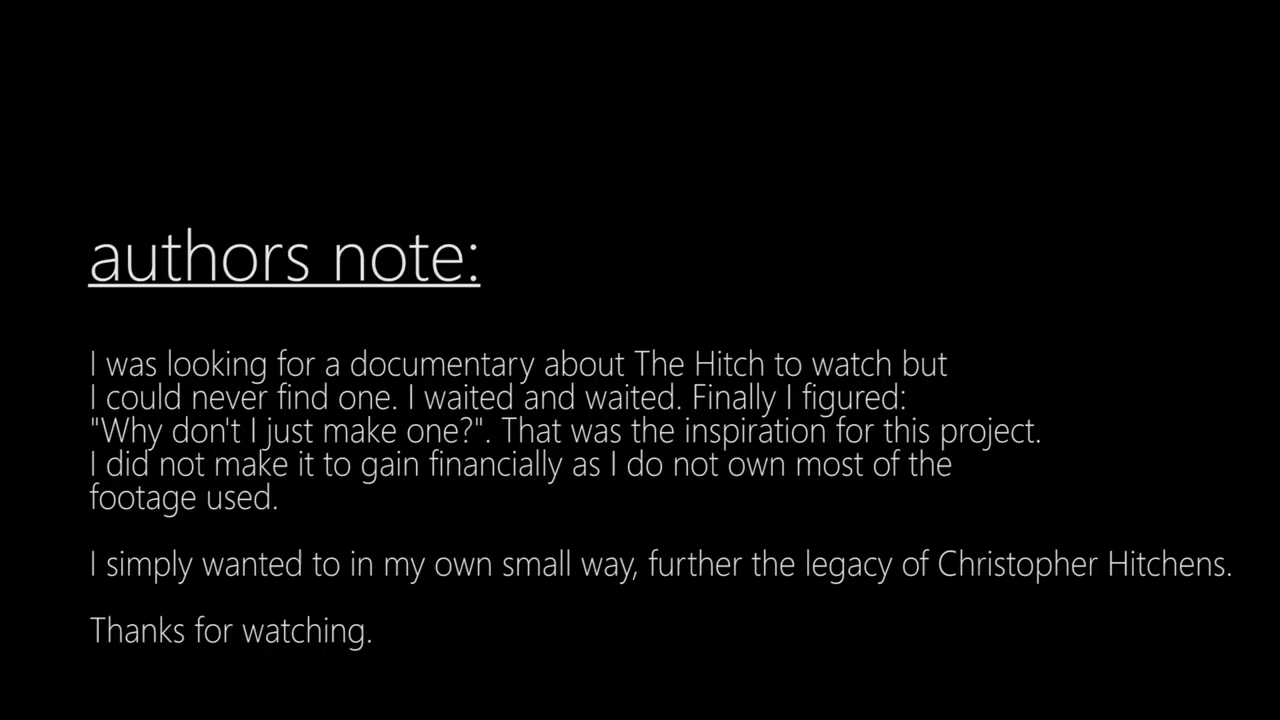 authors note:
I was looking for a documentary about The Hitch to watch but
I could never find one. I waited and waited. Finally I figured:
"Why don't I just make one?". That was the inspiration for this project.
I did not make it to gain financially as I do not own most of the
footage used.
I simply wanted to in my own small way, further the legacy of Christopher Hitchens.
Thanks for watching.